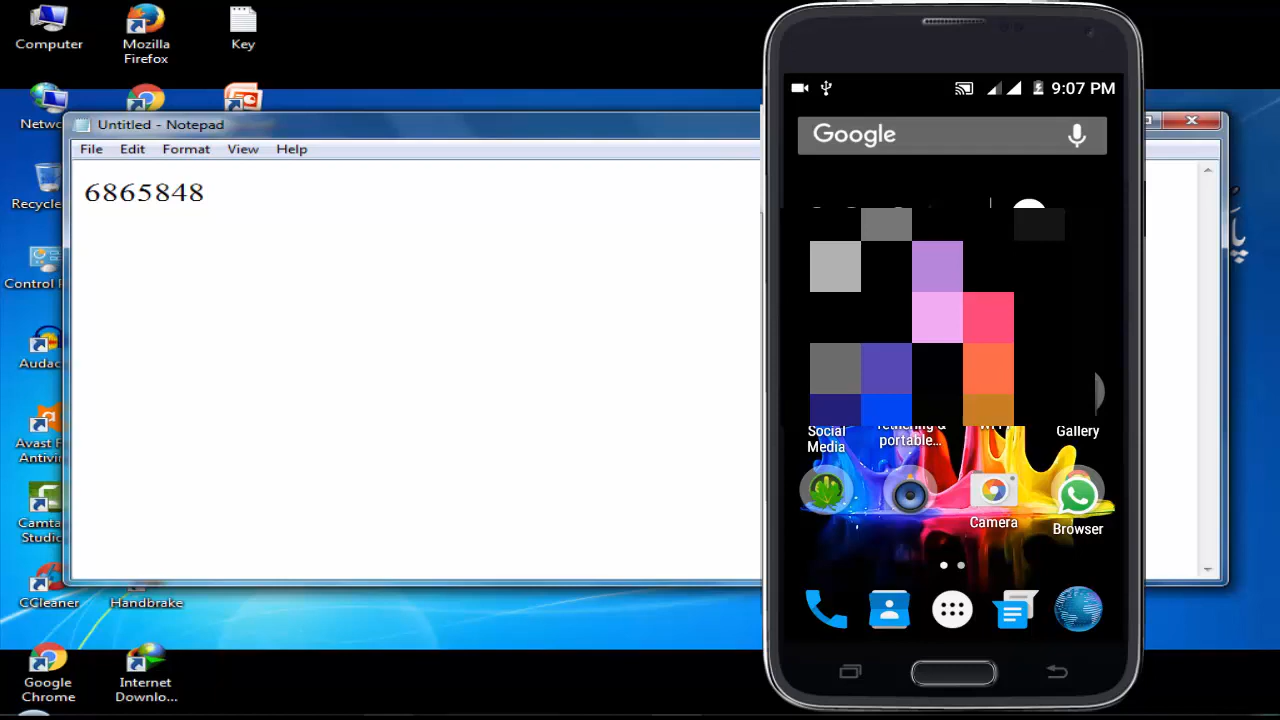 Computer
Mozilla
Firefox
Key
Untitled - Notepad
File Edit Format View Help
6865848
Control
CCleaner
Handbrake
Google
Chrome
Internet
Downlo...
9:07 PM
Google
Social
Media
portable...
Gallery
Camera
Browser